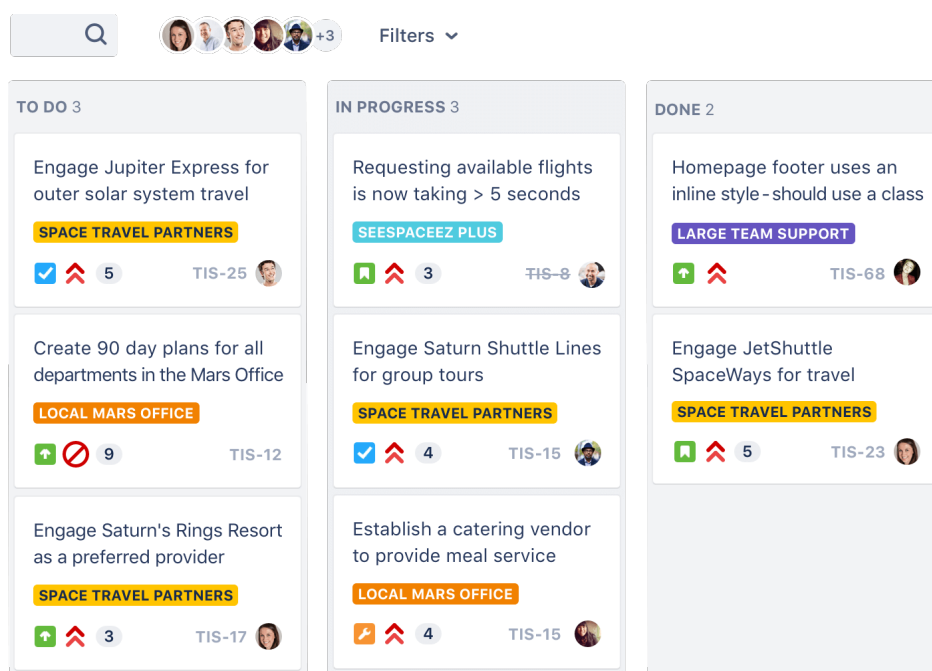 +3
Filters
TO DO 3
Engage Jupiter Express for
outer solar system travel
SPACE TRAVEL PARTNERS
5 TIS-25
Create 90 day plans for all
departments in the Mars Office
LOCAL MARS OFFICE
9 TIS-12
Engage Saturn's Rings Resort
as a preferred provider
SPACE TRAVEL PARTNERS
3 TIS-17
IN PROGRESS 3
Requesting available flights
is now taking > 5 seconds
SEESPACEEZ PLUS
3 TIS-8
Engage Saturn Shuttle Lines
for group tours
SPACE TRAVEL PARTNERS
4 TIS-15
Establish a catering vendor
to provide meal service
LOCAL MARS OFFICE
4 TIS-15
DONE 2
Homepage footer uses an
inline style-should use a class
LARGE TEAM SUPPORT
TIS-68
Engage JetShuttle
SpaceWays for travel
SPACE TRAVEL PARTNERS
5 TIS-23